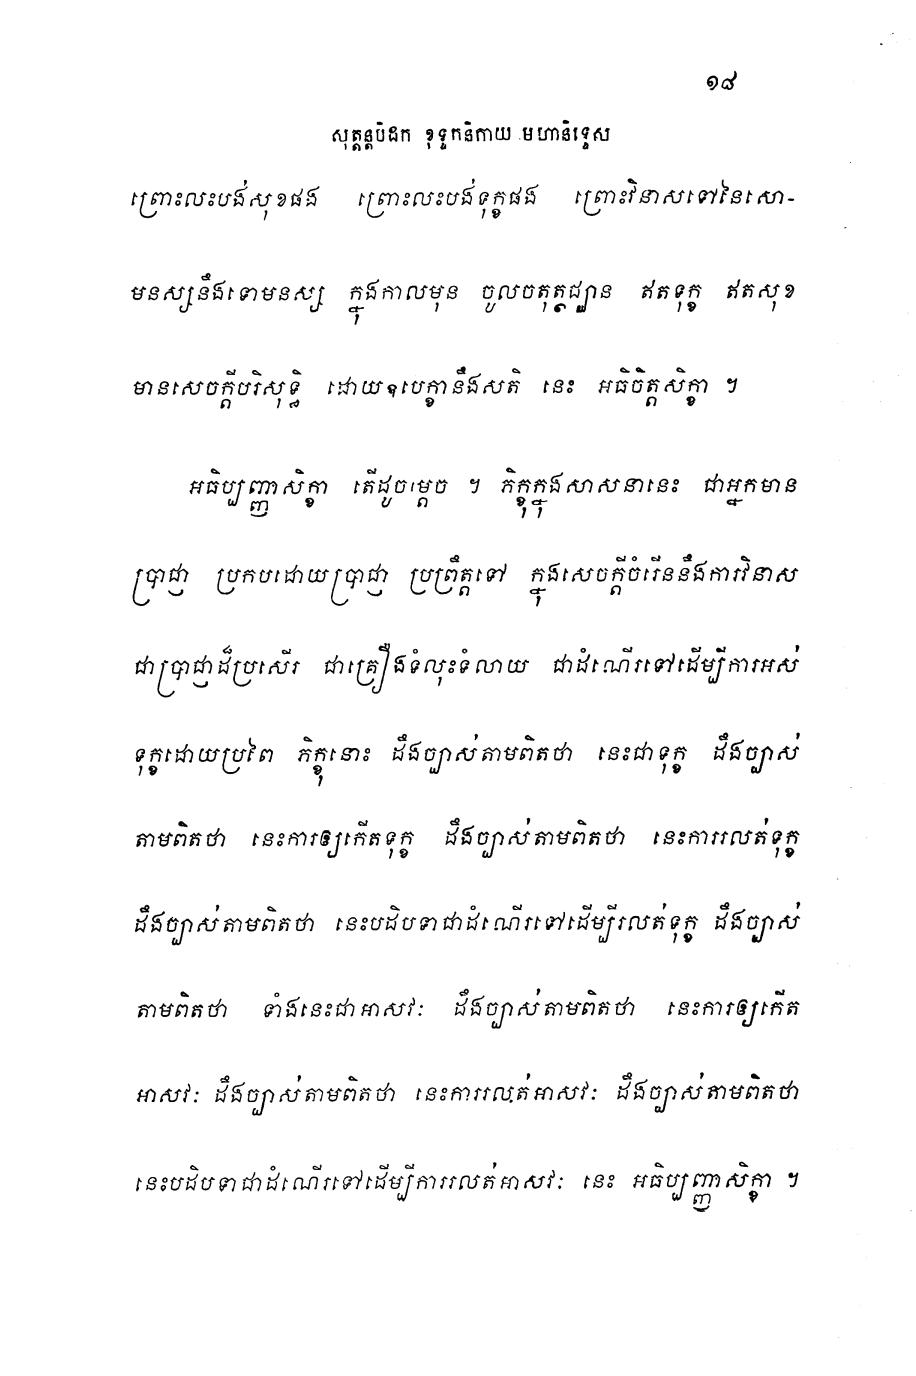 ១៨
សុត្តន្តបិដក ខុទ្ទកនិកាយ មហានិទ្ទេស
ព្រោះលះបង់សុខផង ព្រោះលះបង់ទុក្ខផង ព្រោះវិនាសទៅនៃសោ-
មនស្សនឹងទោមនស្ស ក្នុងកាលមុន ចូលចតុត្ថជ្ឈាន ឥតទុក្ខ ឥតសុខ
មានសេចក្តីបរិសុទ្ធិ ដោយឧបេក្ខានឹងសតិ នេះ អធិចិត្តសិក្ខា ។
អធិប្បញ្ញាសិក្ខា តើដូចម្តេច ។ ភិក្ខុក្នុងសាសនានេះ ជាអ្នកមាន
ប្រាជ្ញា ប្រកបដោយប្រាជ្ញា ប្រព្រឹត្តទៅ ក្នុងសេចក្តីចំរើននឹងការវិនាស
ជាប្រាជ្ញាដ៏ប្រសើរ ជាគ្រឿងទំលុះទំលាយ ជាដំណើរទៅដើម្បីការអស់
ទុក្ខដោយប្រពៃ ភិក្ខុនោះ ដឹងច្បាស់តាមពិតថា នេះជាទុក្ខ ដឹងច្បាស់
តាមពិតថា នេះការឲ្យកើតទុក្ខ ដឹងច្បាស់តាមពិតថា នេះការរលត់ទុក្ខ
ដឹងច្បាស់តាមពិតថា នេះបដិបទាជាដំណើរទៅដើម្បីរលត់ទុក្ខ ដឹងច្បាស់
តាមពិតថា ទាំងនេះជាអាសវៈ ដឹងច្បាស់តាមពិតថា នេះការឲ្យកើត
អាសវៈ ដឹងច្បាស់តាមពិតថា នេះការរលត់អាសវៈ ដឹងច្បាស់តាមពិតថា
នេះបដិបទាជាដំណើរទៅដើម្បីការរលត់អាសវៈ នេះ អធិប្បញ្ញាសិក្ខា ។